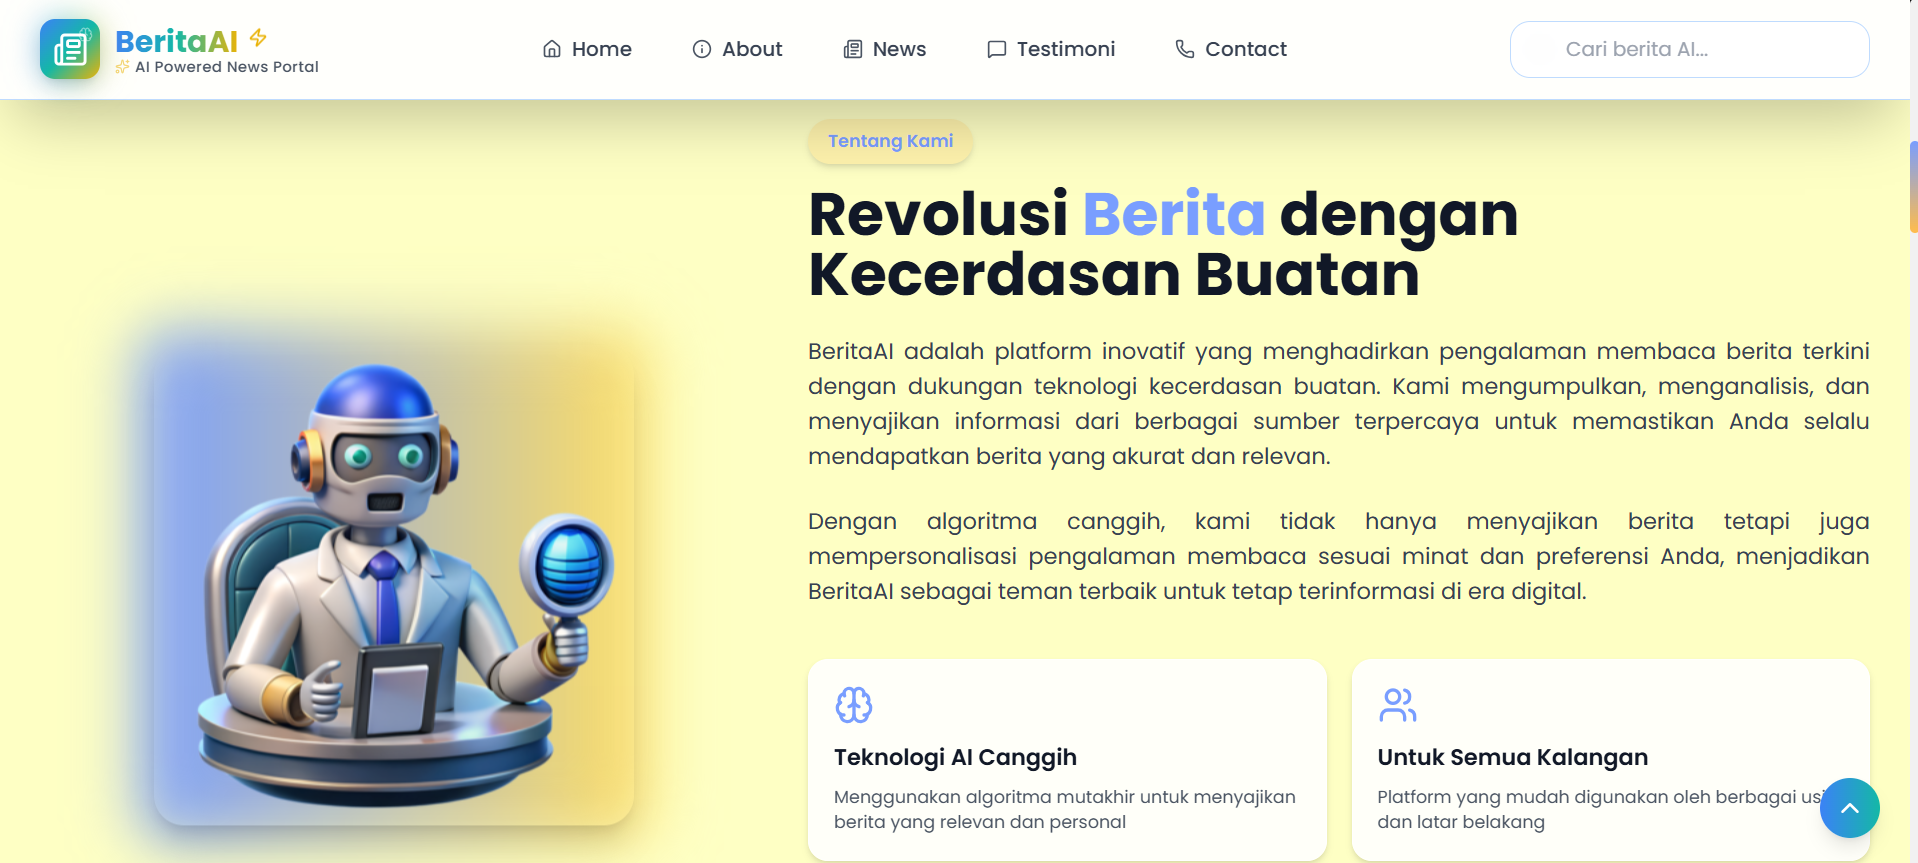 BeritaAI
AI Powered News Portal
Home
About
News
Testimoni
Contact
Cari berita AI...
Tentang Kami
Revolusi Berita dengan
Kecerdasan Buatan
BeritaAI adalah platform inovatif yang menghadirkan pengalaman membaca berita terkini
dengan dukungan teknologi kecerdasan buatan. Kami mengumpulkan, menganalisis, dan
menyajikan informasi dari berbagai sumber terpercaya untuk memastikan Anda selalu
mendapatkan berita yang akurat dan relevan.
Dengan algoritma canggih, kami tidak hanya menyajikan berita tetapi juga
mempersonalisasi pengalaman membaca sesuai minat dan preferensi Anda, menjadikan
BeritaAI sebagai teman terbaik untuk tetap terinformasi di era digital.
Teknologi AI Canggih
Menggunakan algoritma mutakhir untuk menyajikan
berita yang relevan dan personal
Untuk Semua Kalangan
Platform yang mudah digunakan oleh berbagai
dan latar belakang